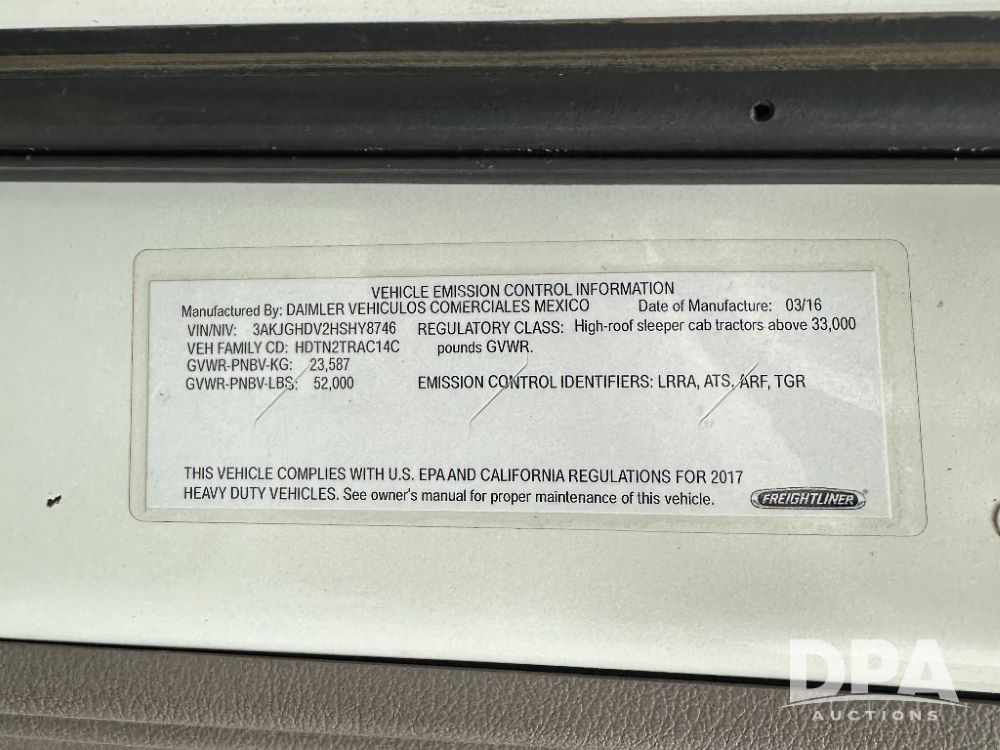 VEHICLE EMISSION CONTROL INFORMATION
Manufactured By: DAIMLER VEHICULOS COMERCIALES MEXICO Date of Manufacture: 03/16
VIN/NIV: 3AKJGHDV2HSHY8746 REGULATORY CLASS: High-roof sleeper cab tractors above 33,000
VEH FAMILY CD: HDTN2TRAC14C pounds GVWR.
GVWR-PNBV-KG: 23,587
GVWR-PNBV-LBS: 52,000 EMISSION CONTROL IDENTIFIERS: LRRA, ATS, ARF, TGR
THIS VEHICLE COMPLIES WITH U.S. EPA AND CALIFORNIA REGULATIONS FOR 2017
HEAVY DUTY VEHICLES. See owner's manual for proper maintenance of this vehicle.
FREIGHTLINER
DPA
AUCTIONS